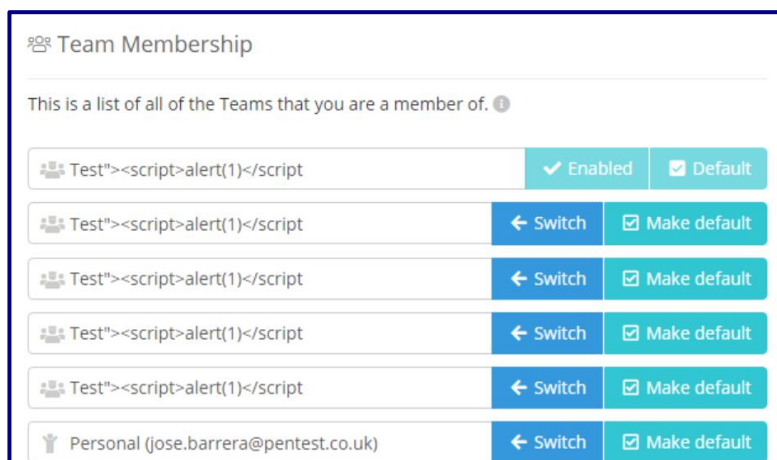 Team Membership
This is a list of all of the Teams that you are a member of.
Test"><script>alert(1)</script Enabled Default
Test"><script>alert(1)</script Switch Make default
Test"><script>alert(1)</script Switch Make default
Test"><script>alert(1)</script Switch Make default
Test"><script>alert(1)</script Switch Make default
Personal (jose.barrera@pentest.co.uk) Switch Make default